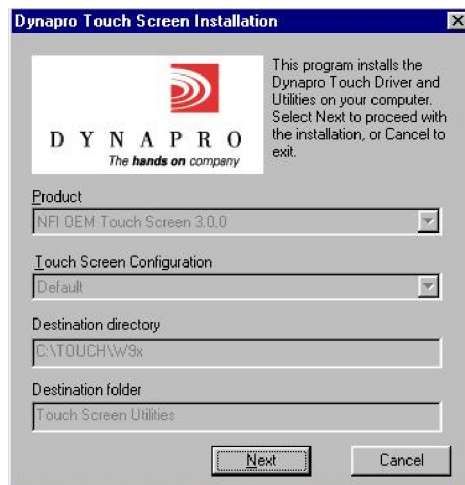 Dynapro Touch Screen Installation
This program installs the
Dynapro Touch Driver and
Utilities on your computer.
Select Next to proceed with
the installation, or Cancel to
exit.
DYNAPRO
The hands on company
Product
NFI OEM Touch Screen 3.0.0
Touch Screen Configuration
Default
Destination directory
C:\TOUCH\W9x
Destination folder
Touch Screen Utilities
Next
Cancel